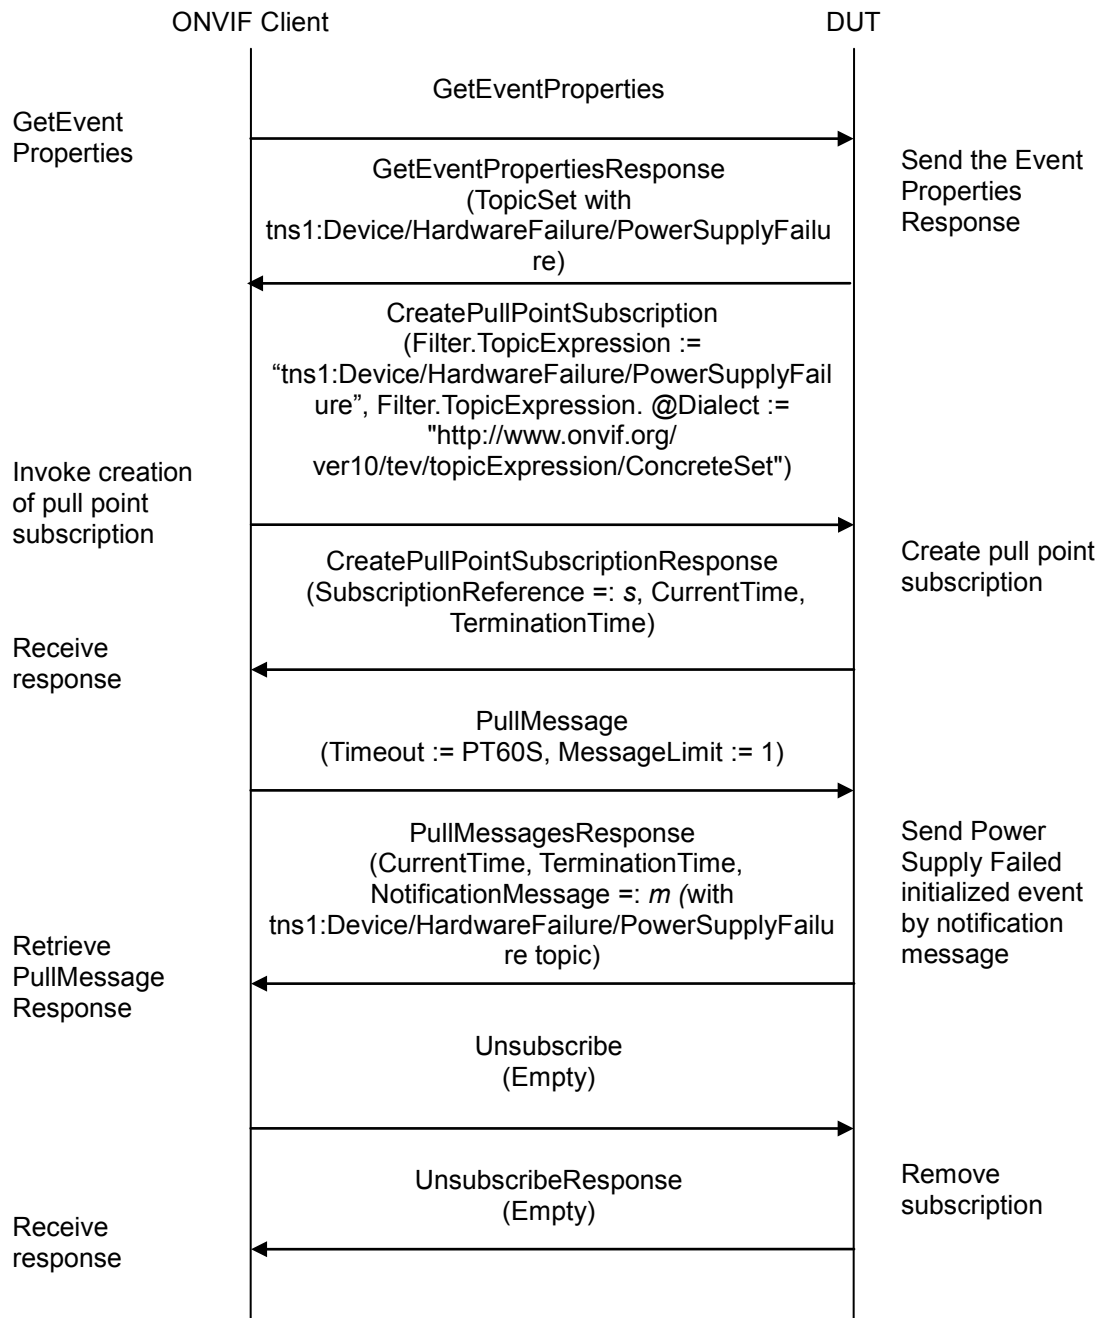 ONVIF Client
DUT
GetEventProperties
GetEvent
Properties
GetEventPropertiesResponse
(TopicSet with
tns1:Device/HardwareFailure/PowerSupplyFailu
re)
Send the Event
Properties
Response
CreatePullPointSubscription
(Filter.TopicExpression :=
“tns1:Device/HardwareFailure/PowerSupplyFail
ure”, Filter.TopicExpression. @Dialect :=
"http://www.onvif.org/
ver10/tev/topicExpression/ConcreteSet")
Invoke creation
of pull point
subscription
CreatePullPointSubscriptionResponse
(SubscriptionReference =: s, CurrentTime,
TerminationTime)
Create pull point
subscription
Receive
response
PullMessage
(Timeout := PT60S, MessageLimit := 1)
PullMessagesResponse
(CurrentTime, TerminationTime,
NotificationMessage =: m (with
tns1:Device/HardwareFailure/PowerSupplyFailu
re topic)
Send Power
Supply Failed
initialized event
by notification
message
Retrieve
PullMessage
Response
Unsubscribe
(Empty)
UnsubscribeResponse
(Empty)
Remove
subscription
Receive
response